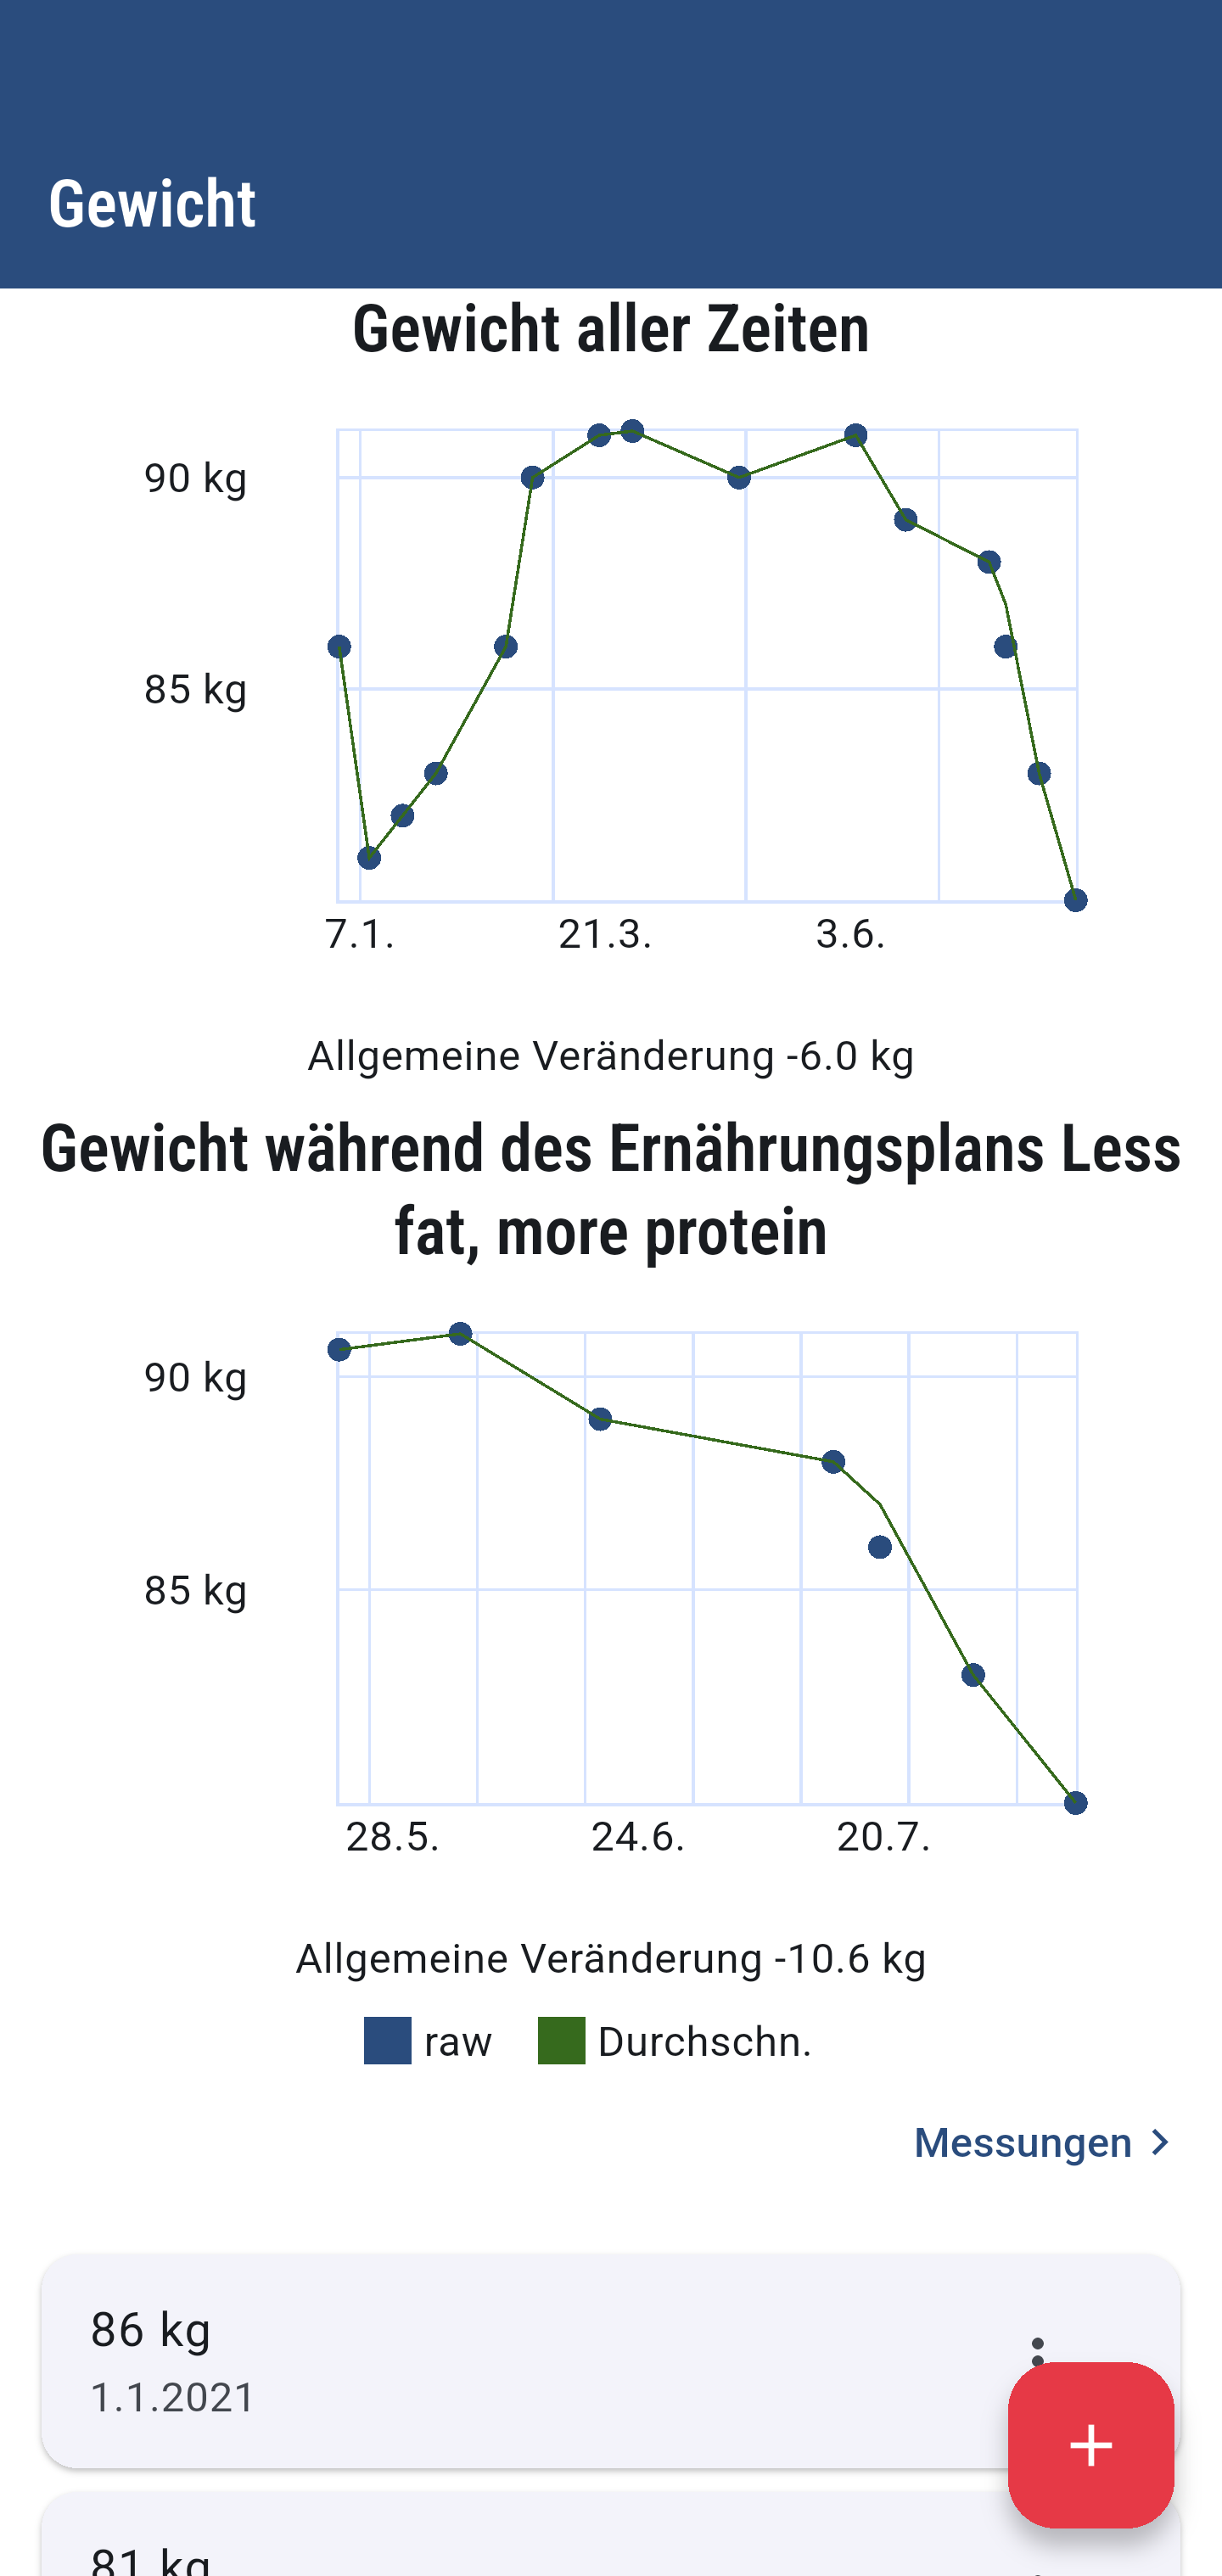 Gewicht
Gewicht aller Zeiten
90 kg
85 kg
7.1.
21.3.
3.6.
Allgemeine Veränderung -6.0 kg
Gewicht während des Ernährungsplans Less
fat, more protein
90 kg
85 kg
28.5.
24.6.
20.7.
Allgemeine Veränderung -10.6 kg
raw
Durchschn.
Messungen
86 kg
1.1.2021
81 kg